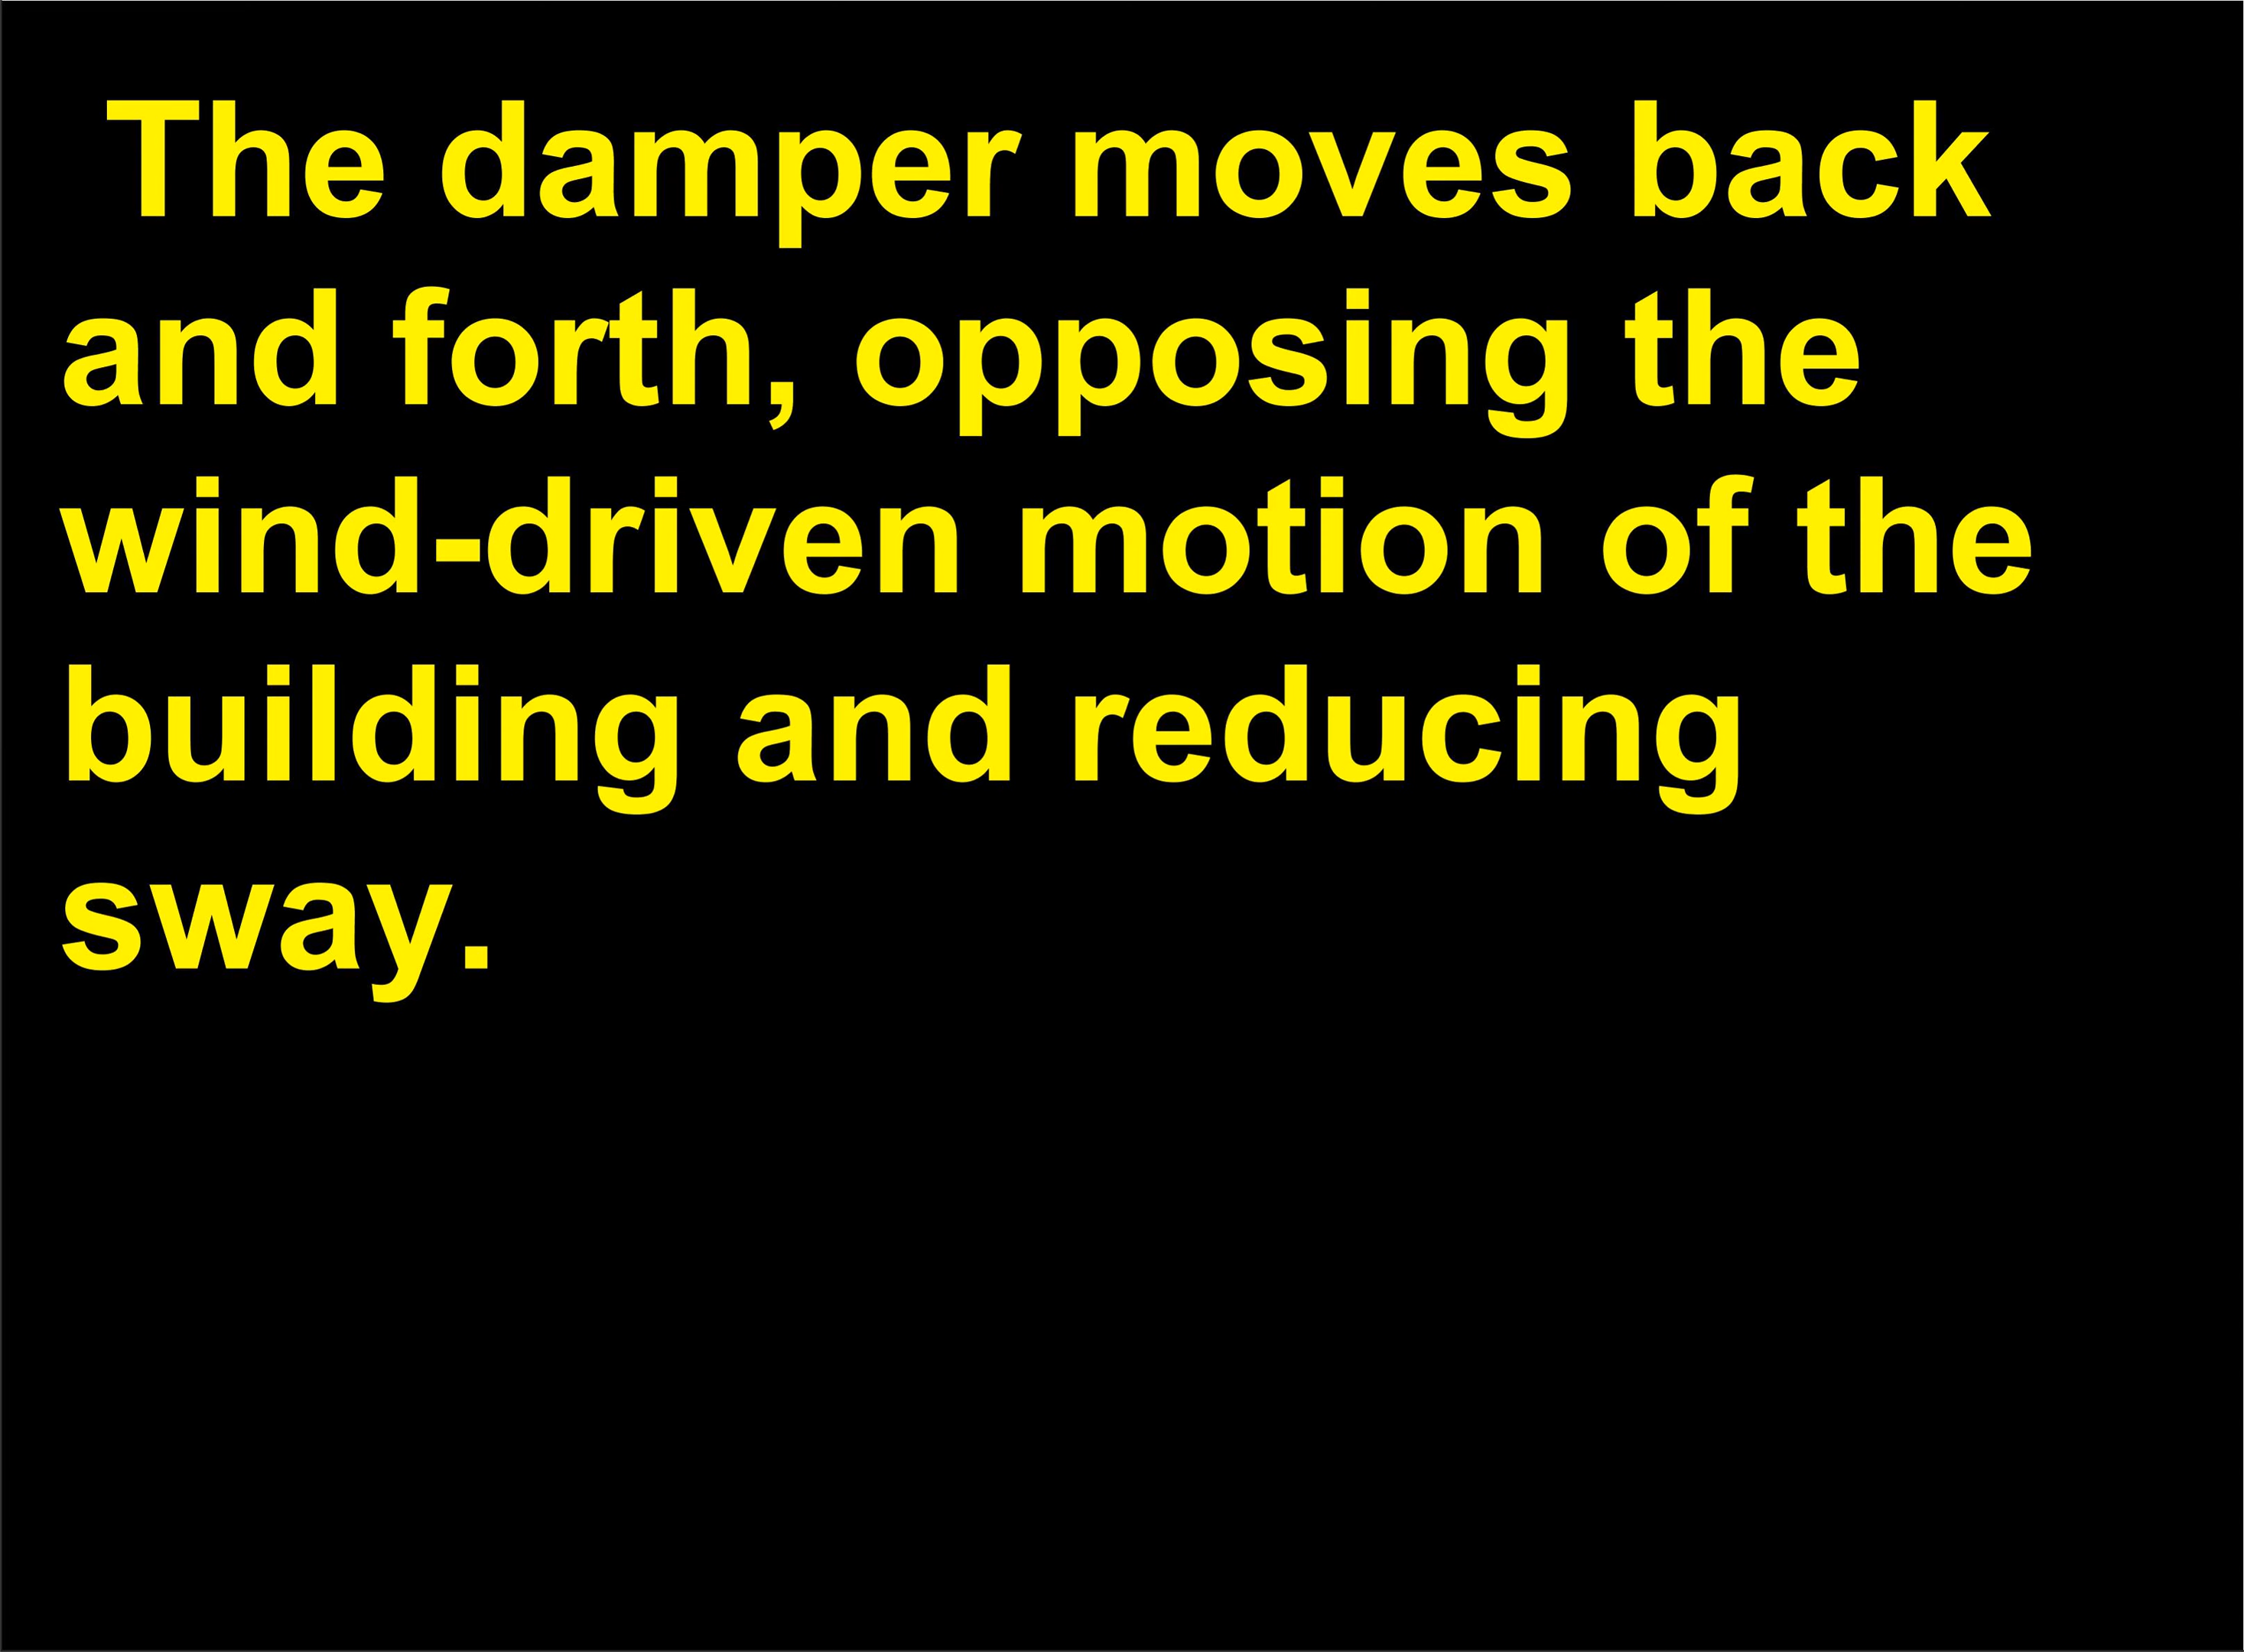 The damper moves back
and forth, opposing the
wind-driven motion of the
building and reducing
sway.